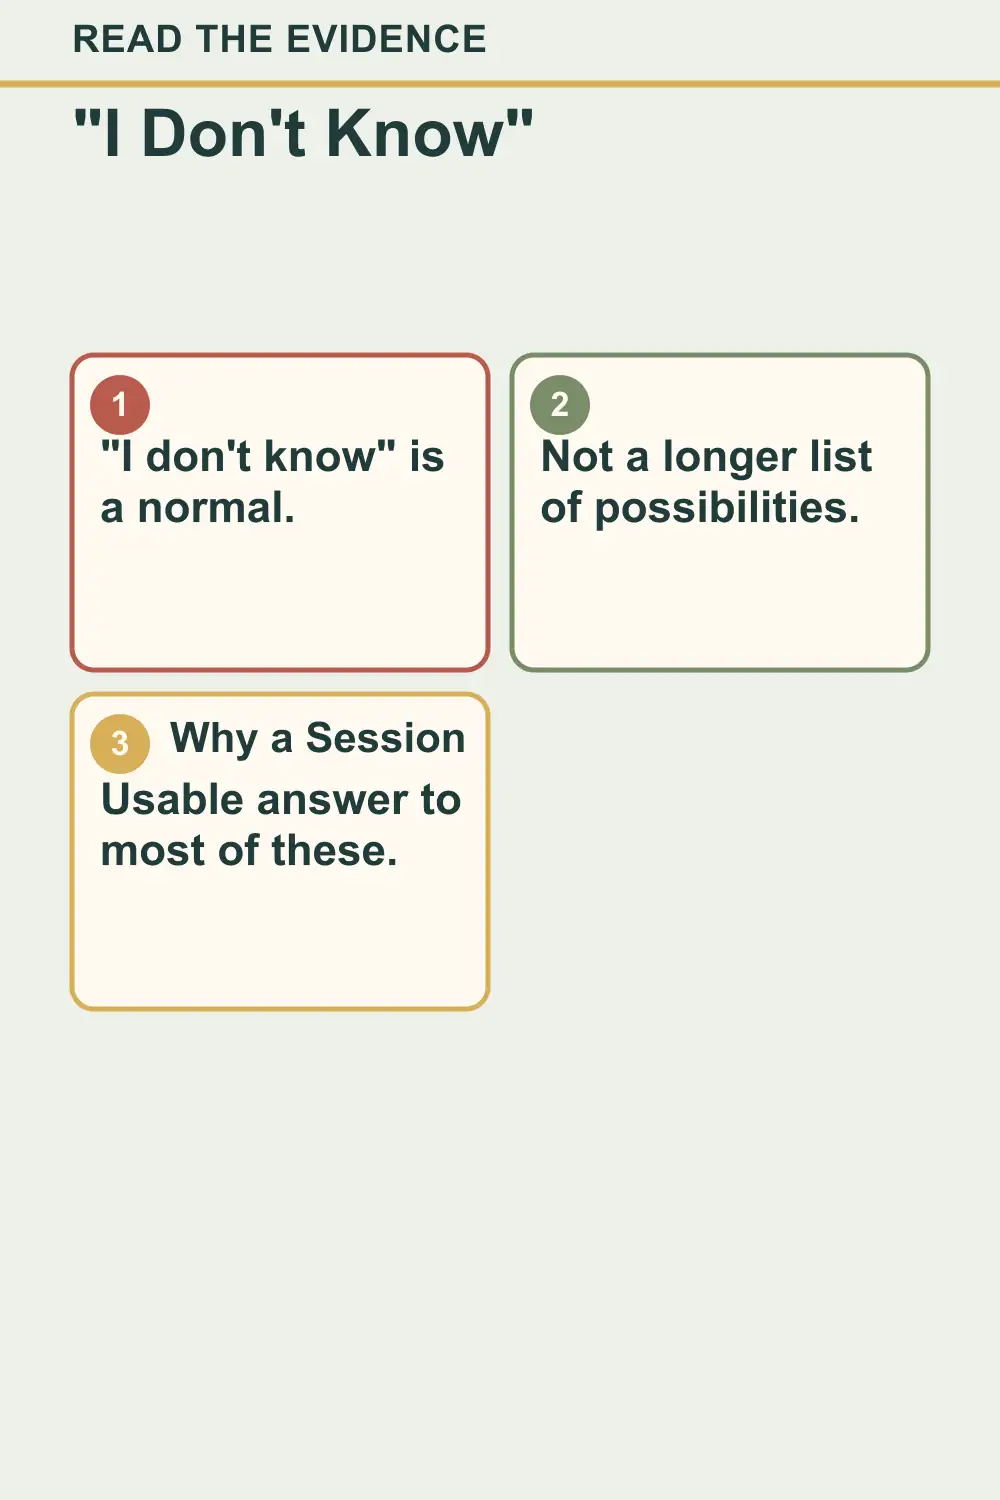 READ THE EVIDENCE
"I Don't Know"
1
"I don't know" is
a normal.
2
Not a longer list
of possibilities.
3 Why a Session
Usable answer to
most of these.